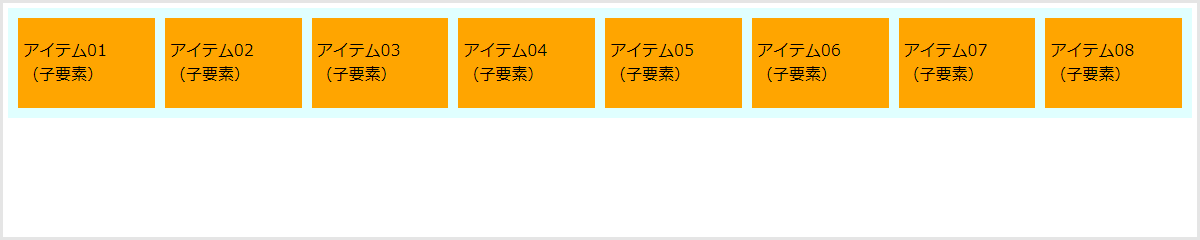 アイテム01
（子要素）
アイテム02
（子要素）
アイテム03
（子要素）
アイテム04
（子要素）
アイテム05
（子要素）
アイテム06
（子要素）
アイテム07
（子要素）
アイテム08
（子要素）